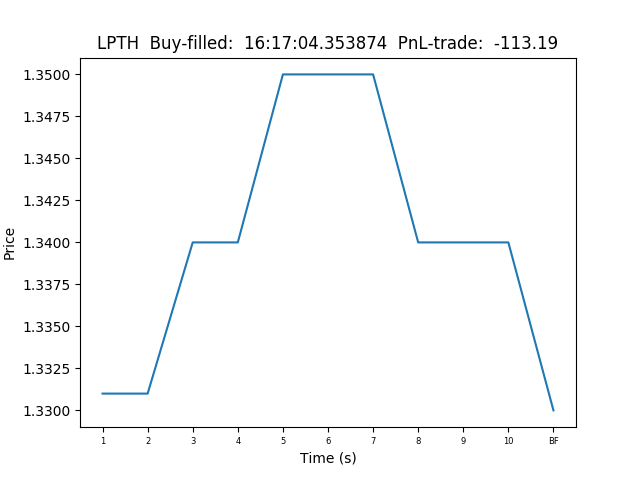 LPTH  Buy-filled:  16:17:04.353874  PnL-trade:  -113.19
1.3500
1.3475
1.3450
1.3425
1.3400
1.3375
1.3350
1.3325
1.3300
Price
1 2 3 4 5 6 7 8 9 10 BF
Time (s)